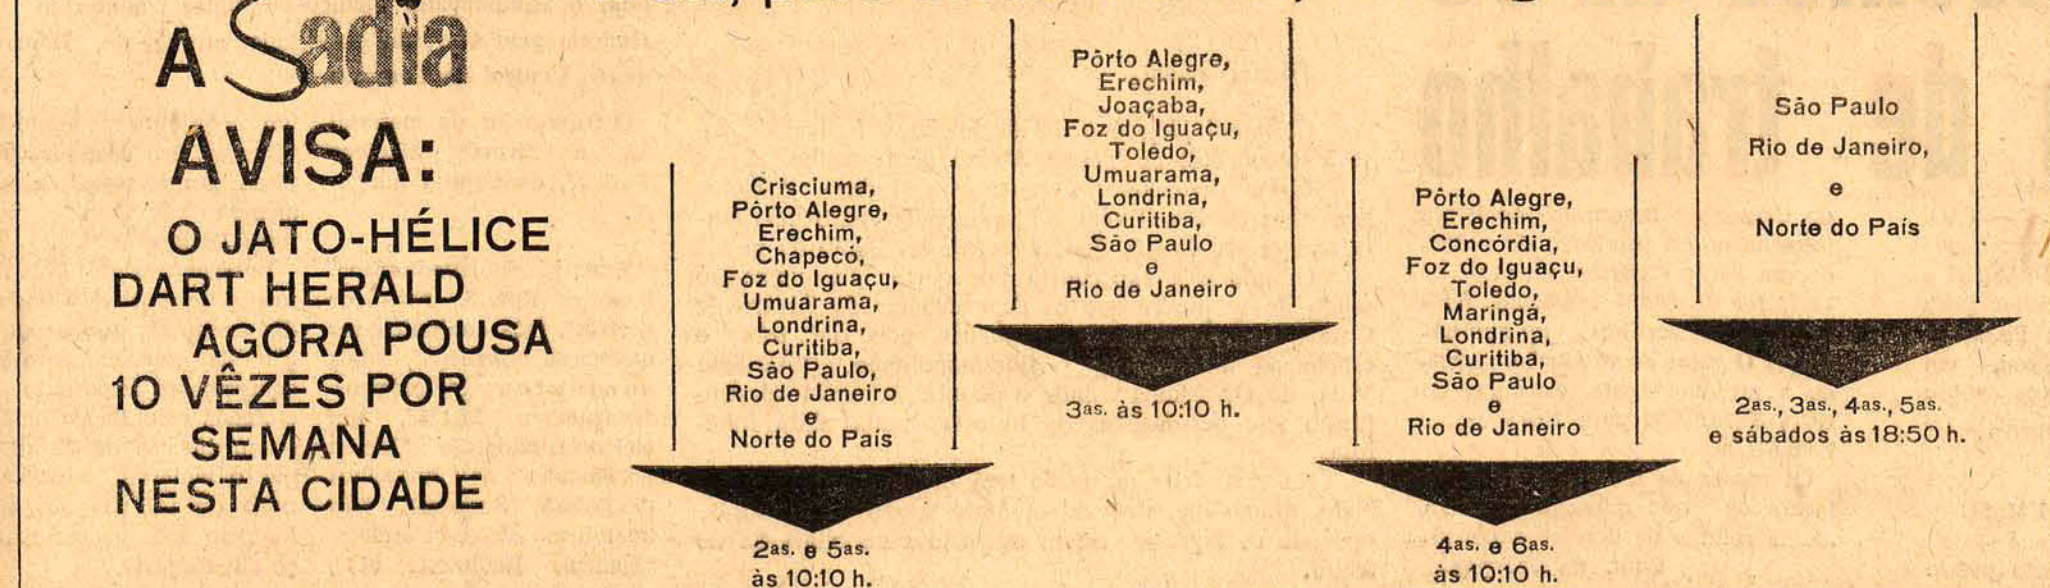 A Sadia
AVISA:
O JATO-HÉLICE
DART HERALD
AGORA POUSA
10 VÊZES POR
SEMANA
NESTA CIDADE
Crisciuma,
Pôrto Alegre,
Erechim,
Chapecó,
Foz do Iguaçu,
Umuarama,
Londrina,
Curitiba,
São Paulo,
Rio de Janeiro
e
Norte do País
2as. e 5as.
às 10:10 h.
Pôrto Alegre,
Erechim,
Joaçaba,
Foz do Iguaçu,
Toledo,
Umuarama,
Londrina,
Curitiba,
São Paulo
e
Rio de Janeiro
3as. às 10:10 h.
Pôrto Alegre,
Erechim,
Concórdia,
Foz do Iguaçu,
Toledo,
Maringá,
Londrina,
Curitiba,
São Paulo
e
Rio de Janeiro
4as. e 6as.
às 10:10 h.
São Paulo
Rio de Janeiro,
e
Norte do País
2as., 3as., 4as., 5as.
e sábados às 18:50 h.